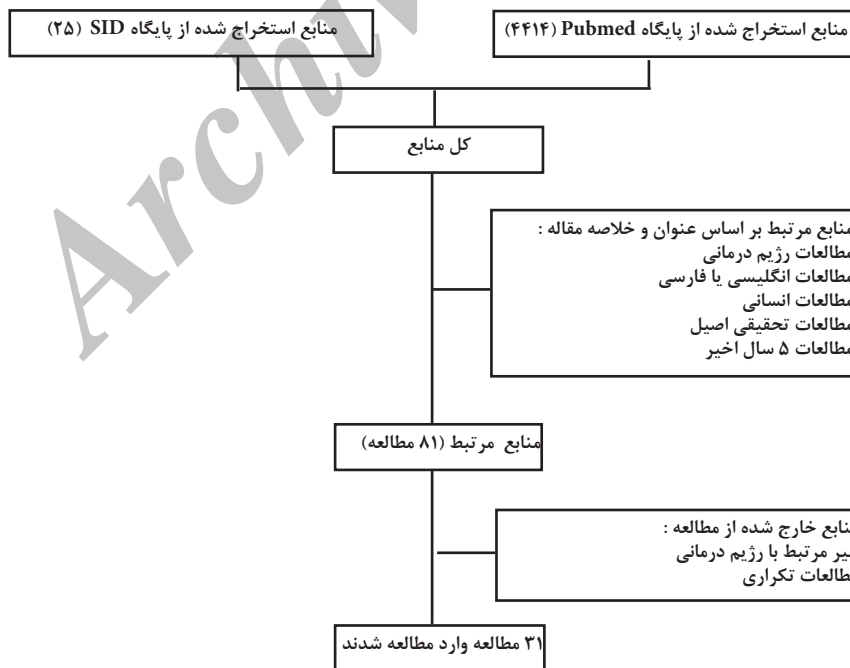 منابع استخراج شده از پایگاه Pubmed (۴۴۱۴)
منابع استخراج شده از پایگاه SID (۲۵)
کل منابع
منابع مرتبط بر اساس عنوان و خلاصه مقاله :
مطالعات رژیم درمانی
مطالعات انگلیسی یا فارسی
مطالعات انسانی
مطالعات تحقیقی اصیل
مطالعات ۵ سال اخیر
منابع مرتبط (۸۱ مطالعه)
نابع خارج شده از مطالعه :
یر مرتبط با رژیم درمانی
طالعات تکراری
۳۱ مطالعه وارد مطالعه شدند
Archiv